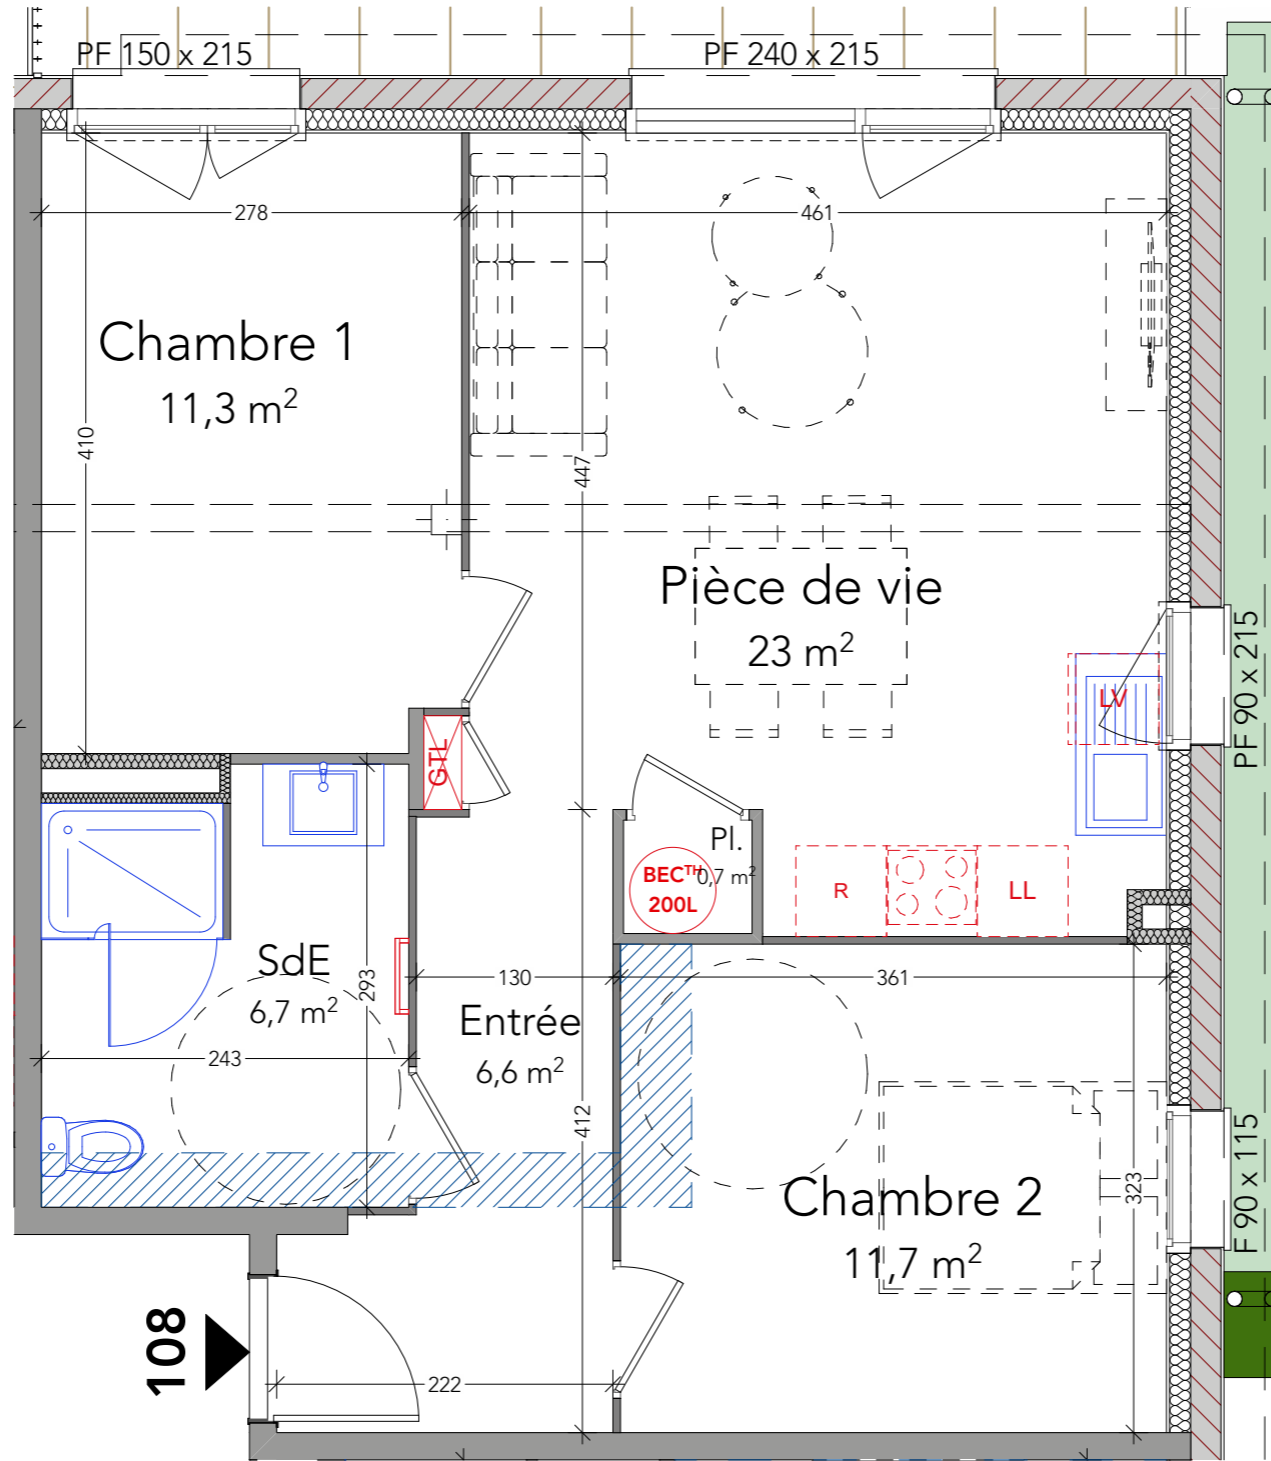 PF 150 x 215
PF 240 x 215
278
461
Chambre 1
11,3 m²
410
447
Pièce de vie
23 m²
PF 90 x 215
LV
GTL
Pl.
0,7 m²
BECᵀᴴ
200L
R
LL
SdE
6,7 m²
293
130
361
Entrée
6,6 m²
243
412
323
F 90 x 115
Chambre 2
11,7 m²
108
222